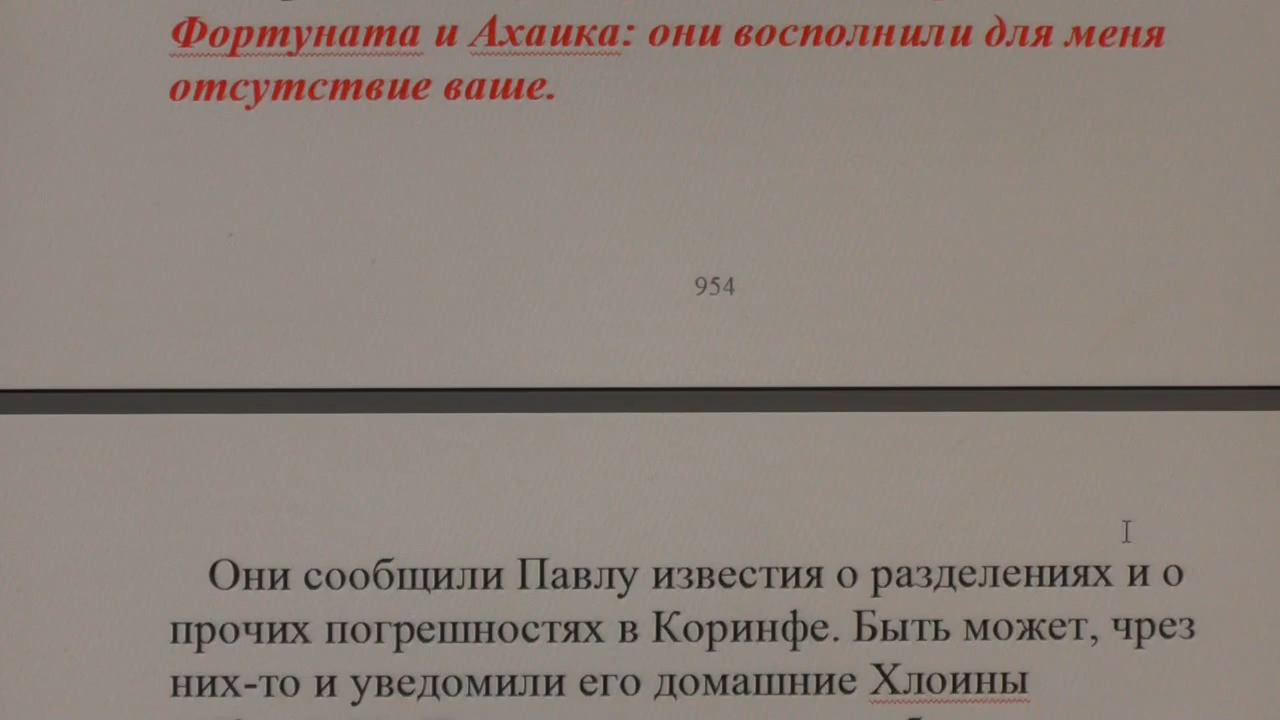 Фортуната и Ахаика: они восполнили для меня
отсутствие ваше.
954
Они сообщили Павлу известия о разделениях и о
прочих погрешностях в Коринфе. Быть может, чрез
них-то и уведомили его домашние Хлоины